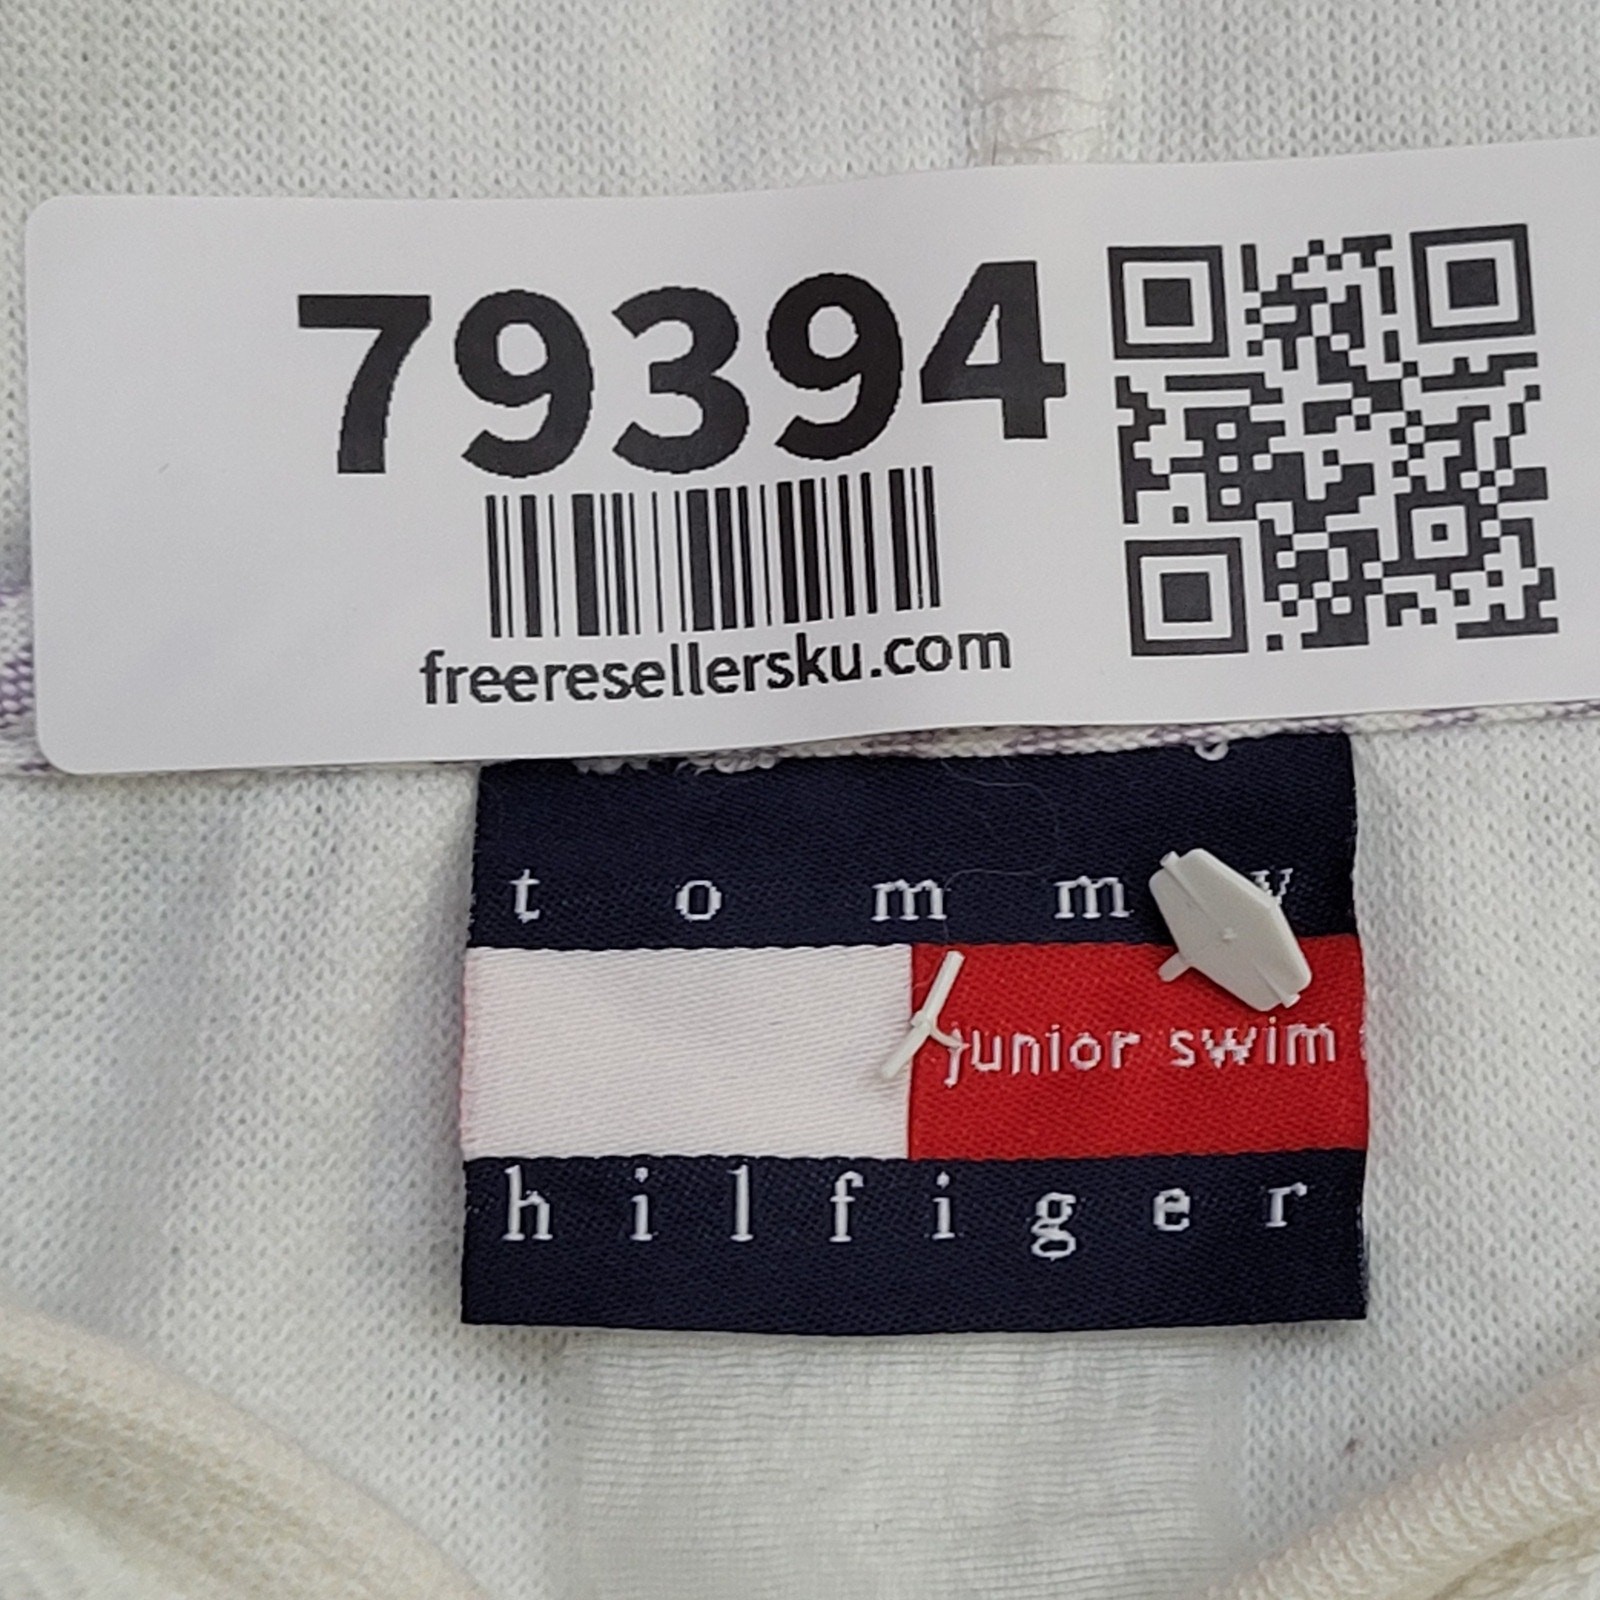 79394
freeresellersku.com
tommy
junior swim
hilfiger